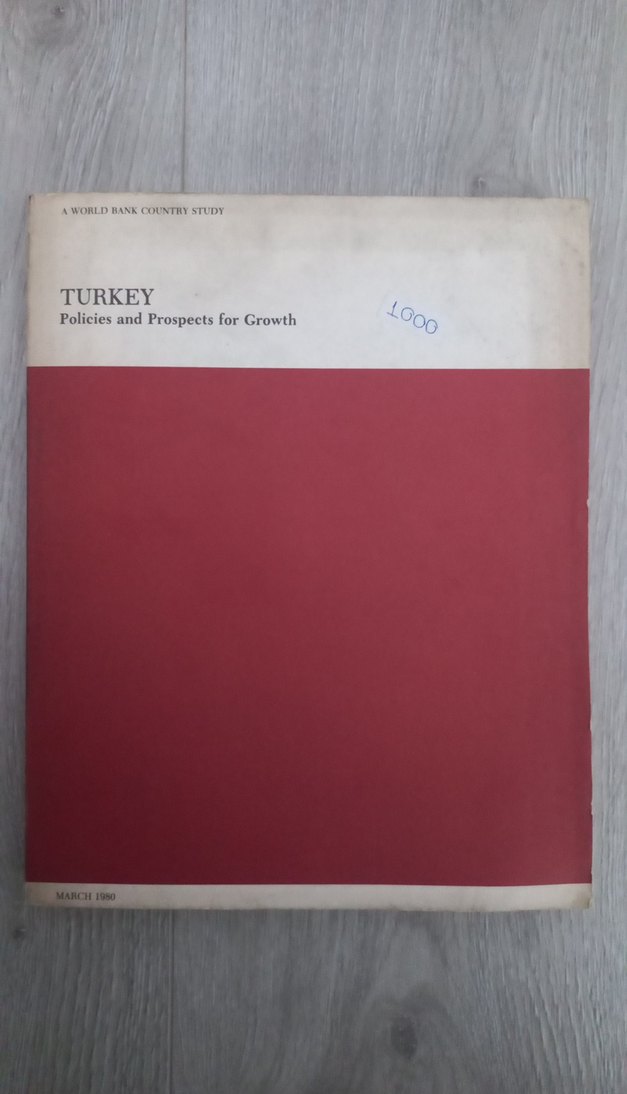 A WORLD BANK COUNTRY STUDY
TURKEY
Policies and Prospects for Growth
1000
MARCH 1980